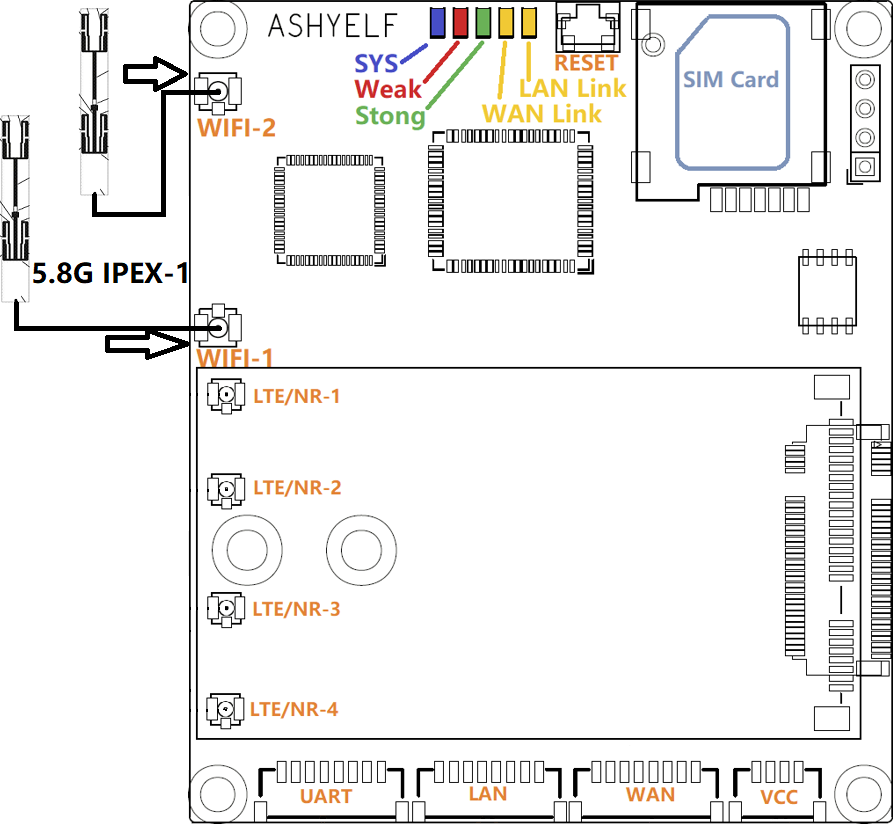 ASHYELF
SYS
Weak
Stong
RESET
LAN Link
WAN Link
SIM Card
WIFI-2
5.8G IPEX-1
WIFI-1
LTE/NR-1
LTE/NR-2
LTE/NR-3
LTE/NR-4
UART
LAN
WAN
VCC